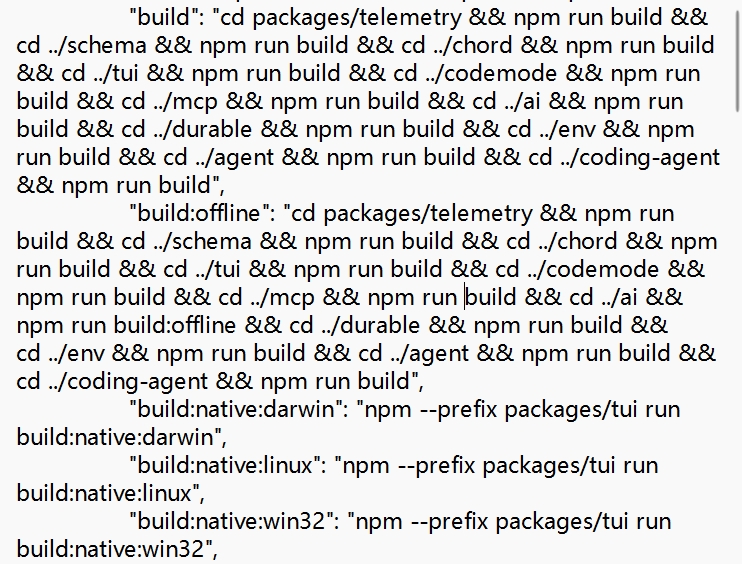 "build": "cd packages/telemetry && npm run build &&
cd ../schema && npm run build && cd ../chord && npm run build
&& cd ../tui && npm run build && cd ../codemode && npm run
build && cd ../mcp && npm run build && cd ../ai && npm run
build && cd ../durable && npm run build && cd ../env && npm
run build && cd ../agent && npm run build && cd ../coding-agent
&& npm run build",
"build:offline": "cd packages/telemetry && npm run
build && cd ../schema && npm run build && cd ../chord && npm
run build && cd ../tui && npm run build && cd ../codemode &&
npm run build && cd ../mcp && npm run build && cd ../ai &&
npm run build:offline && cd ../durable && npm run build &&
cd ../env && npm run build && cd ../agent && npm run build &&
cd ../coding-agent && npm run build",
"build:native:darwin": "npm --prefix packages/tui run
build:native:darwin",
"build:native:linux": "npm --prefix packages/tui run
build:native:linux",
"build:native:win32": "npm --prefix packages/tui run
build:native:win32",